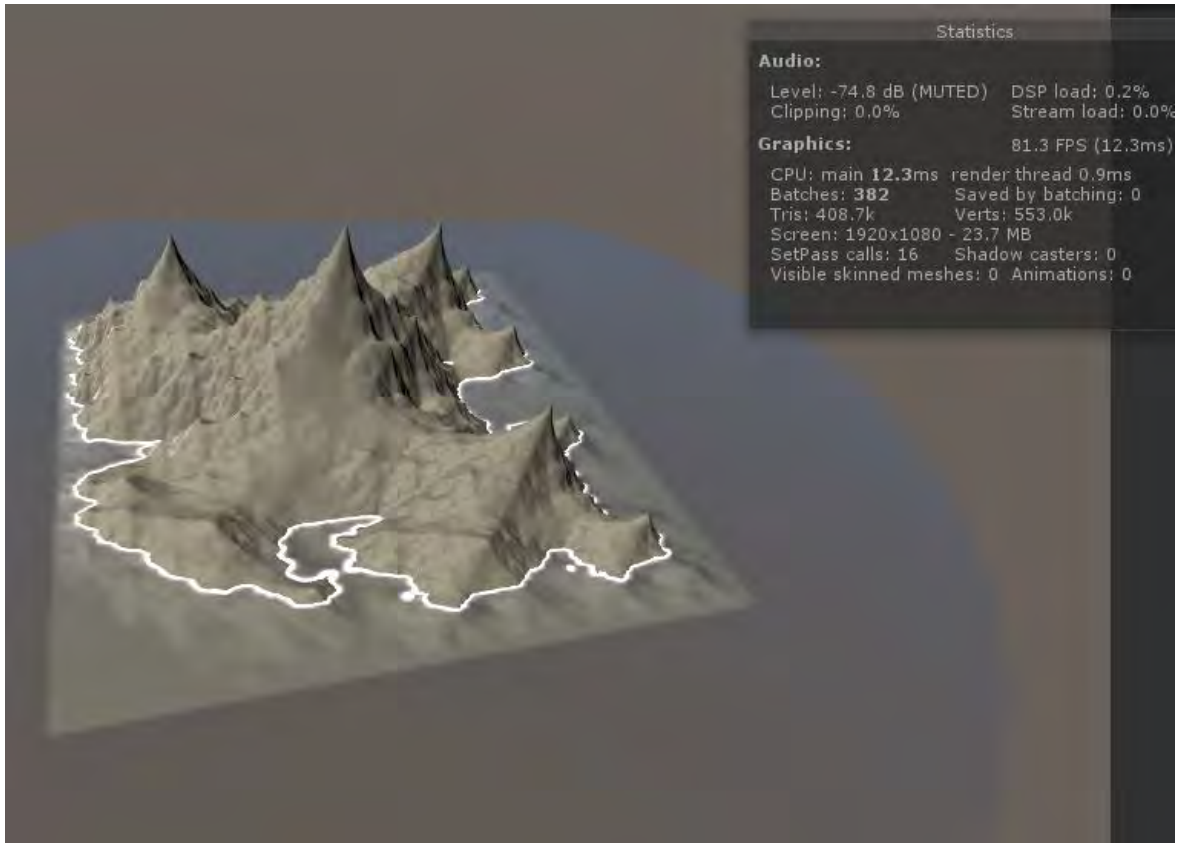 Statistics
Audio:
Level: -74.8 dB (MUTED) DSP load: 0.2%
Clipping: 0.0% Stream load: 0.0%
Graphics: 81.3 FPS (12.3ms)
CPU: main 12.3ms render thread 0.9ms
Batches: 382 Saved by batching: 0
Tris: 408.7k Verts: 553.0k
Screen: 1920x1080 - 23.7 MB
SetPass calls: 16 Shadow casters: 0
Visible skinned meshes: 0 Animations: 0